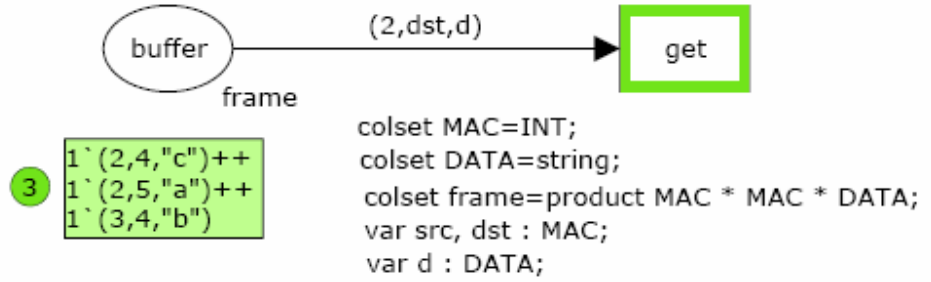 (2,dst,d)
buffer
get
frame
3
1`(2,4,"c")++
1`(2,5,"a")++
1`(3,4,"b")
colset MAC=INT;
colset DATA=string;
colset frame=product MAC * MAC * DATA;
var src, dst : MAC;
var d : DATA;